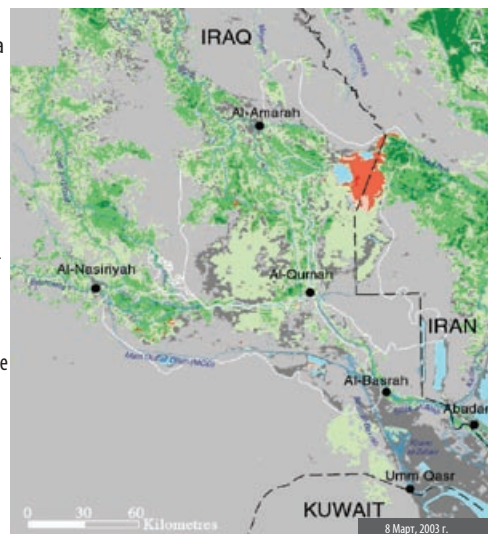 a
IRAQ
Al-Amarah
Al-Nasiriyah
Al-Qurnah
IRAN
e
Al-Basrah
Abadan
Umm Qasr
KUWAIT
0 30 60
Kilometres
8 Март, 2003 г.